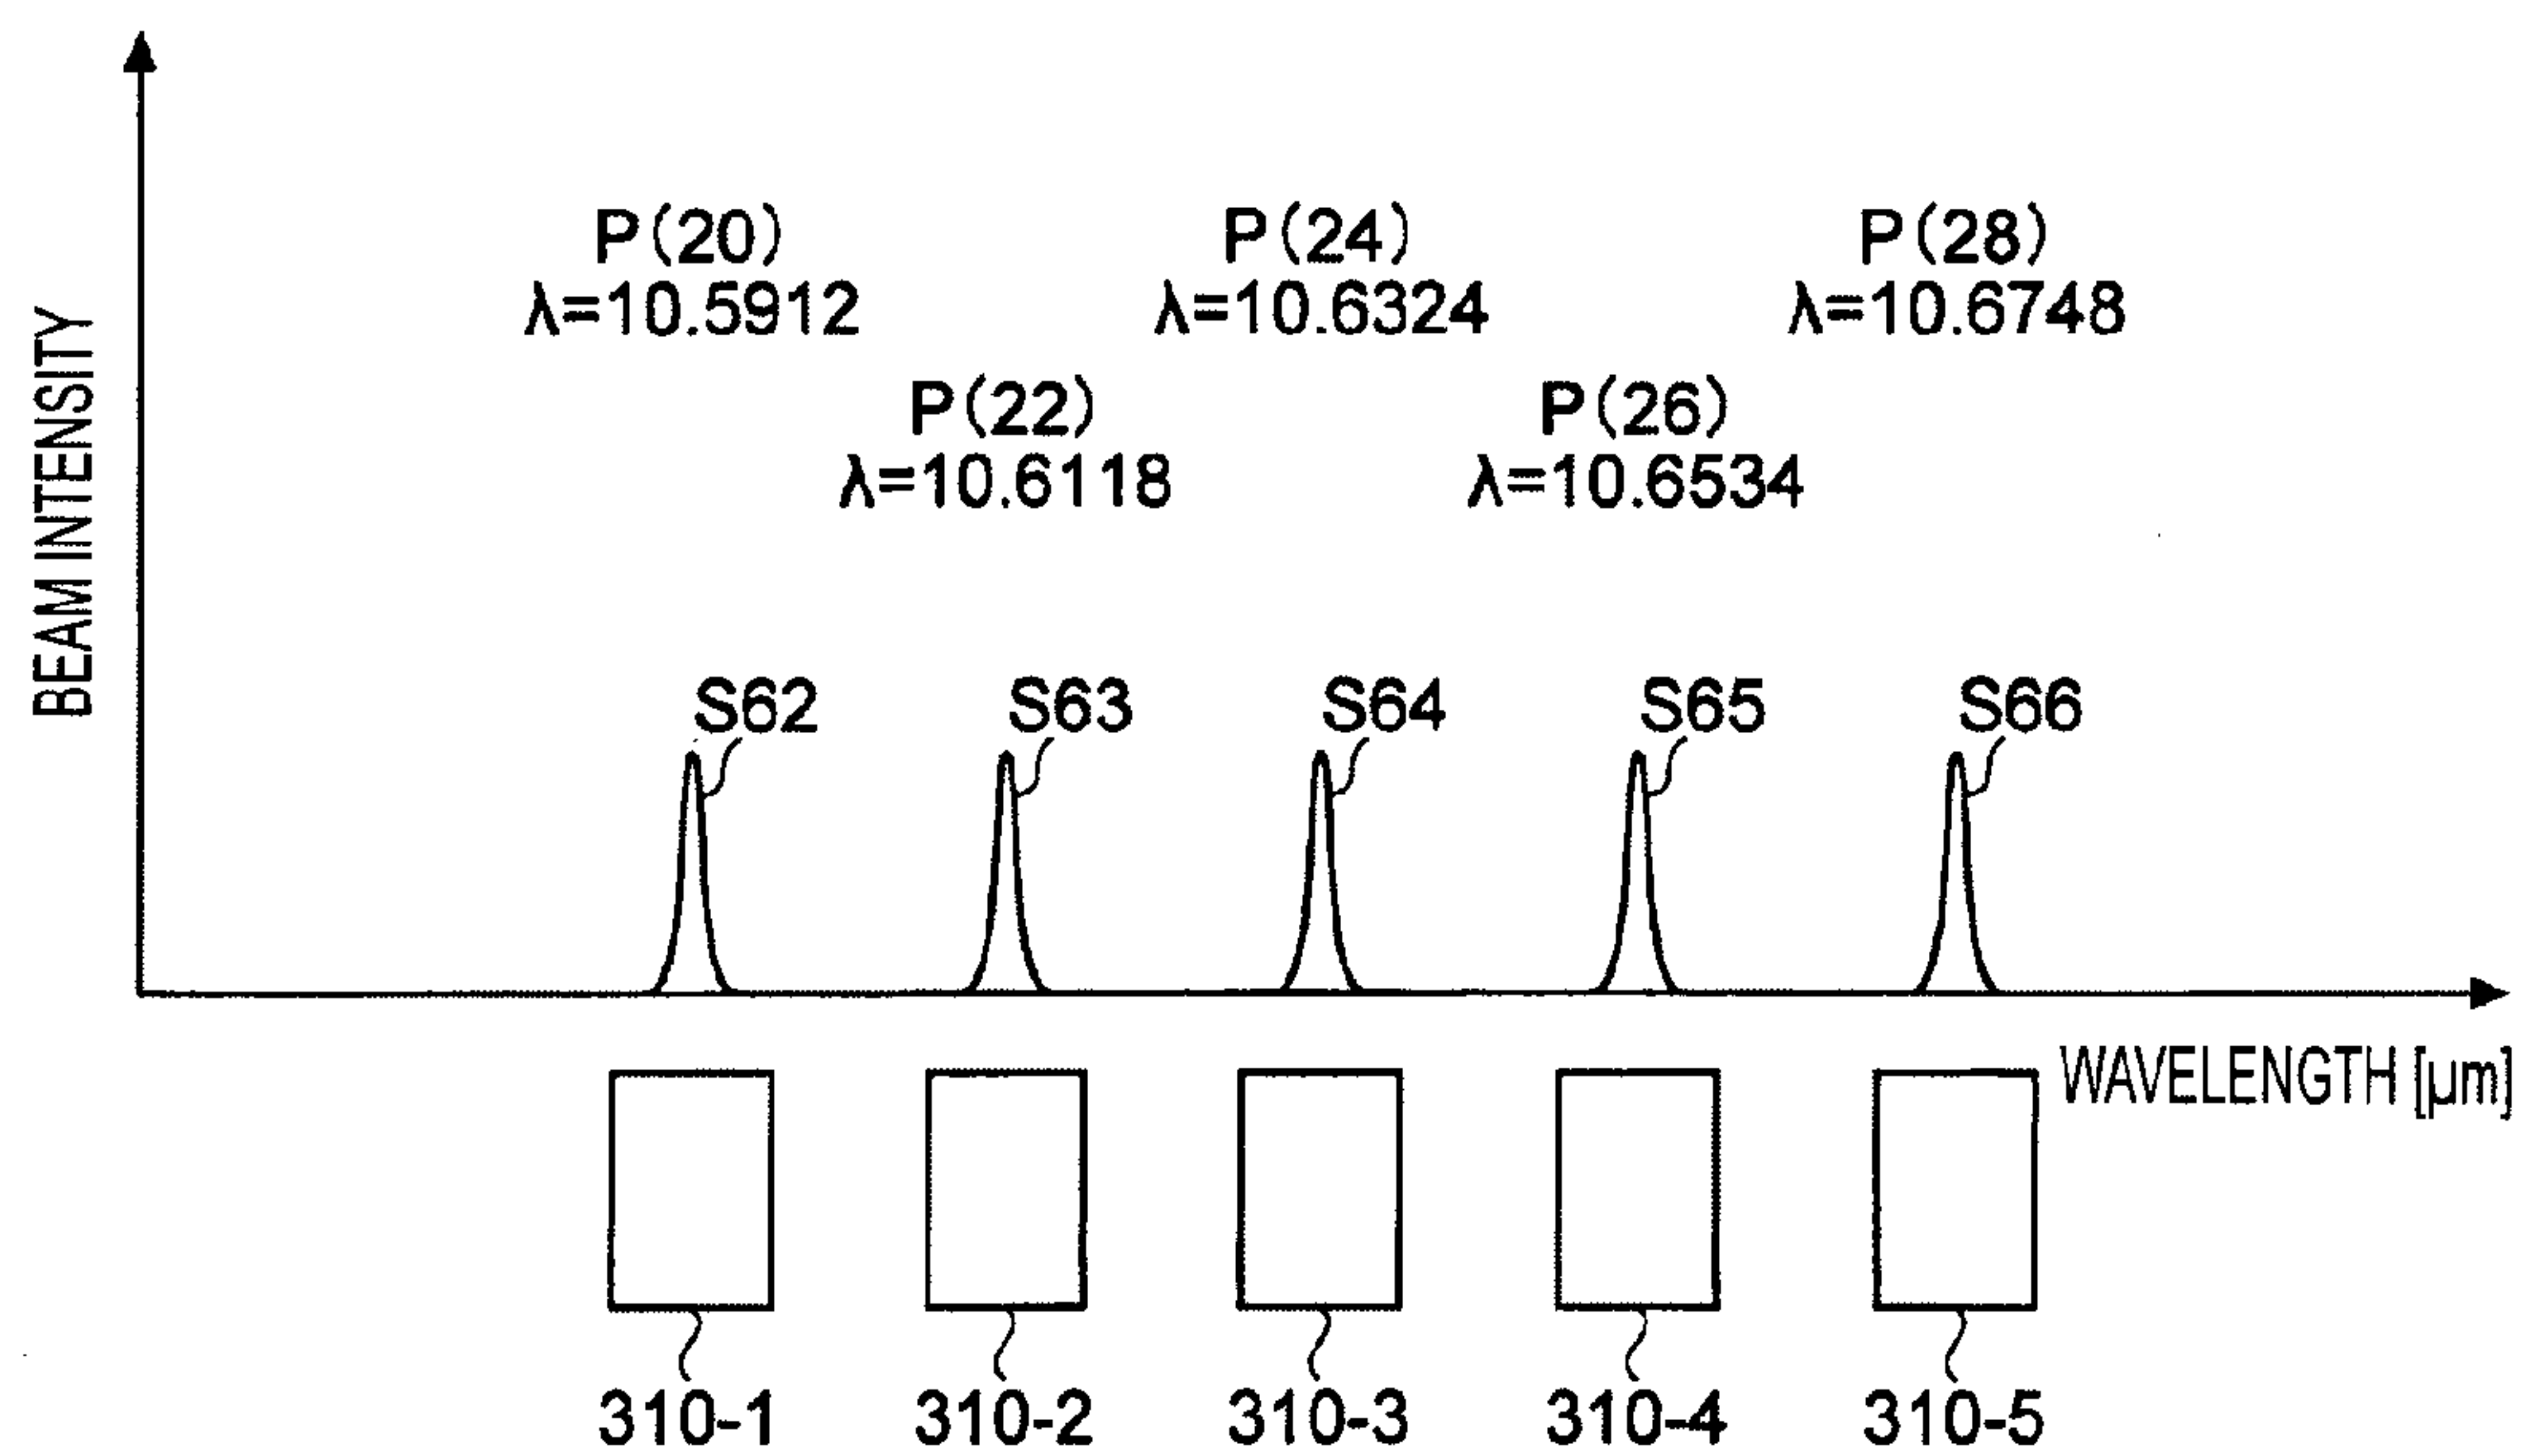 BEAM INTENSITY
P(20)
λ=10.5912
P(22)
λ=10.6118
P(24)
λ=10.6324
P(26)
λ=10.6534
P(28)
λ=10.6748
S62
S63
S64
S65
S66
WAVELENGTH [μm]
310-1
310-2
310-3
310-4
310-5